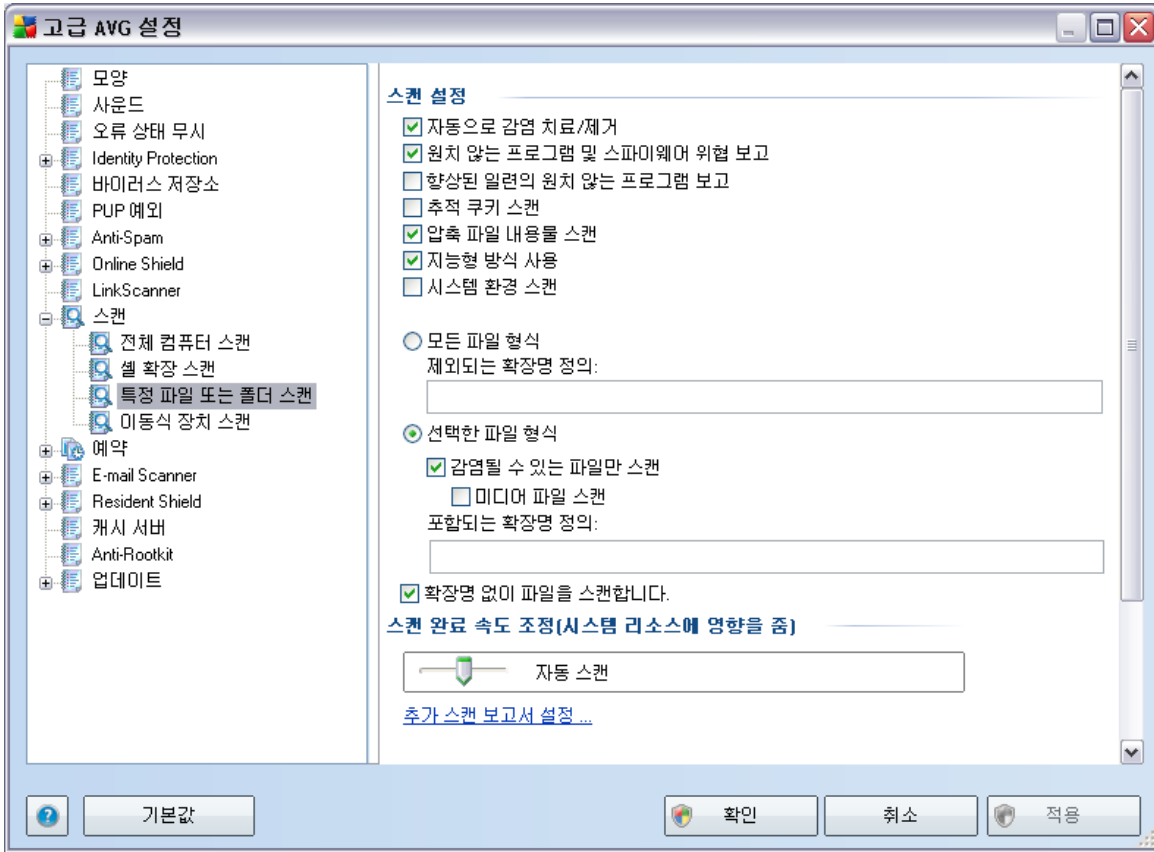 고급 AVG 설정
모양
사운드
오류 상태 무시
Identity Protection
바이러스 저장소
PUP 예외
Anti-Spam
Online Shield
LinkScanner
스캔
전체 컴퓨터 스캔
셸 확장 스캔
특정 파일 또는 폴더 스캔
이동식 장치 스캔
예약
E-mail Scanner
Resident Shield
캐시 서버
Anti-Rootkit
업데이트
스캔 설정
자동으로 감염 치료/제거
원치 않는 프로그램 및 스파이웨어 위협 보고
향상된 일련의 원치 않는 프로그램 보고
추적 쿠키 스캔
압축 파일 내용물 스캔
지능형 방식 사용
시스템 환경 스캔
모든 파일 형식
제외되는 확장명 정의:
선택한 파일 형식
감염될 수 있는 파일만 스캔
미디어 파일 스캔
포함되는 확장명 정의:
확장명 없이 파일을 스캔합니다.
스캔 완료 속도 조정(시스템 리소스에 영향을 줌)
자동 스캔
추가 스캔 보고서 설정 ...
기본값
확인
취소
적용